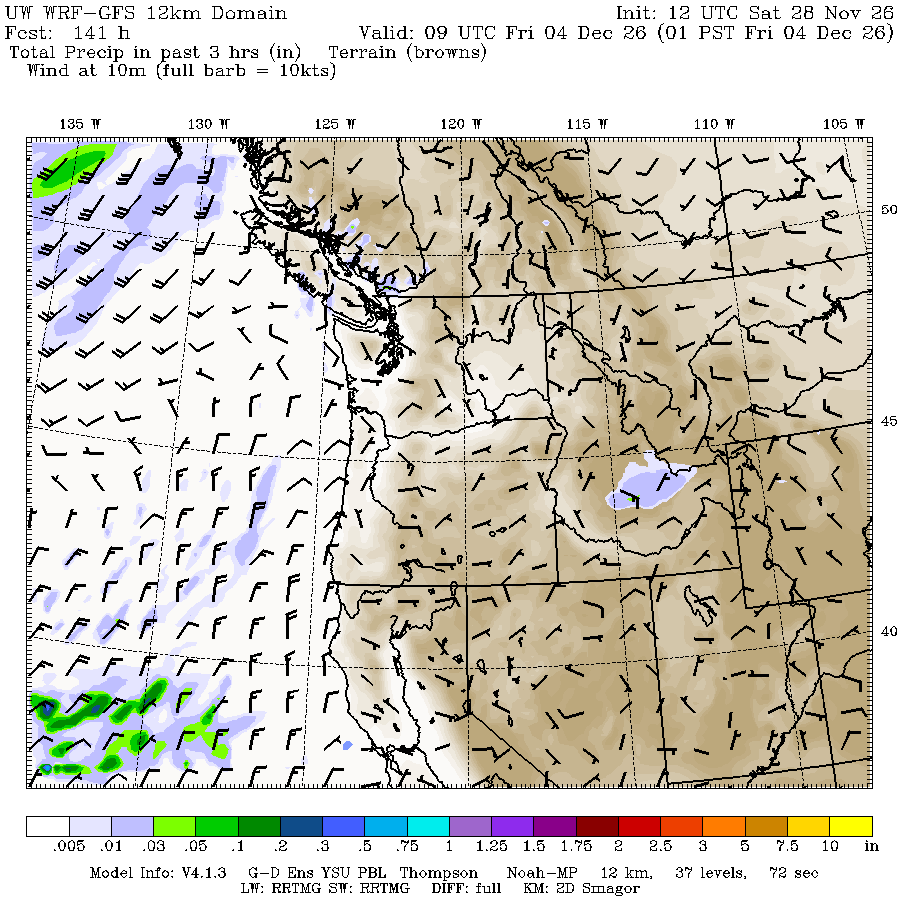 UW WRF-GFS 12km Domain Init: 12 UTC Sat 28 Nov 26
Fcst: 141 h Valid: 09 UTC Fri 04 Dec 26 (01 PST Fri 04 Dec 26)
Total Precip in past 3 hrs (in) Terrain (browns)
Wind at 10m (full barb = 10kts)
135 W 130 W 125 W 120 W 115 W 110 W 105 W
50
45
40
.005 .01 .03 .05 .1 .2 .3 .5 .75 1 1.25 1.5 1.75 2 2.5 3 5 7.5 10 in
Model Info: V4.1.3 G-D Ens YSU PBL Thompson Noah-MP 12 km, 37 levels, 72 sec
LW: RRTMG SW: RRTMG DIFF: full KM: 2D Smagor